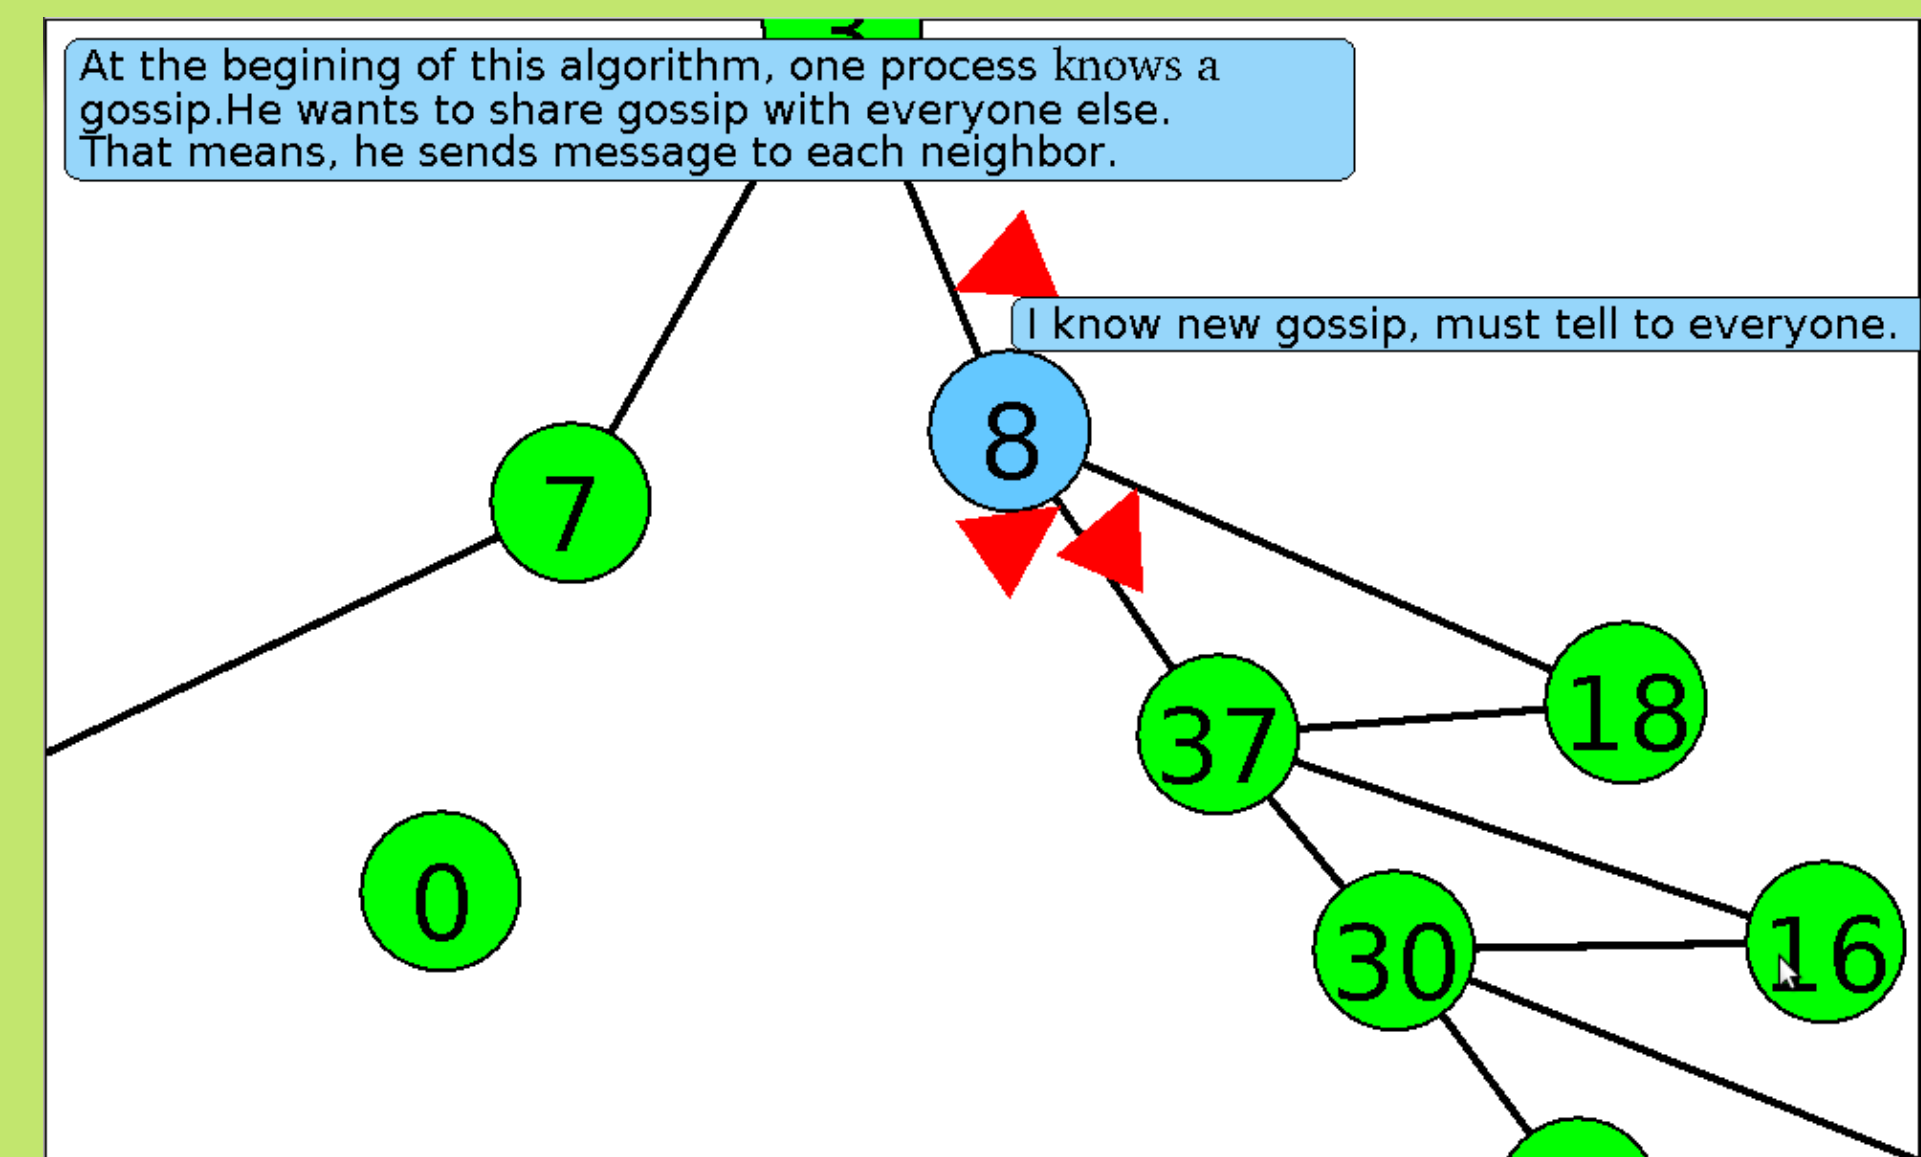 At the begining of this algorithm, one process knows a
gossip.He wants to share gossip with everyone else.
That means, he sends message to each neighbor.
I know new gossip, must tell to everyone.
8
7
18
37
0
30
16